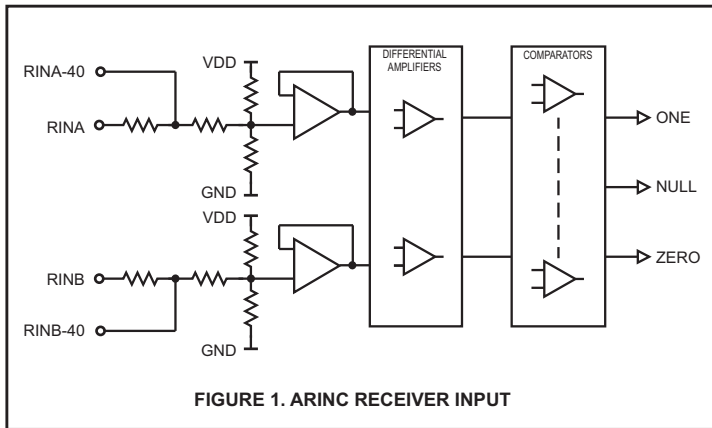 VDD
DIFFERENTIAL
AMPLIFIERS
COMPARATORS
RINA-40
RINA
ONE
GND
NULL
VDD
ZERO
RINB
RINB-40
GND
FIGURE 1. ARINC RECEIVER INPUT